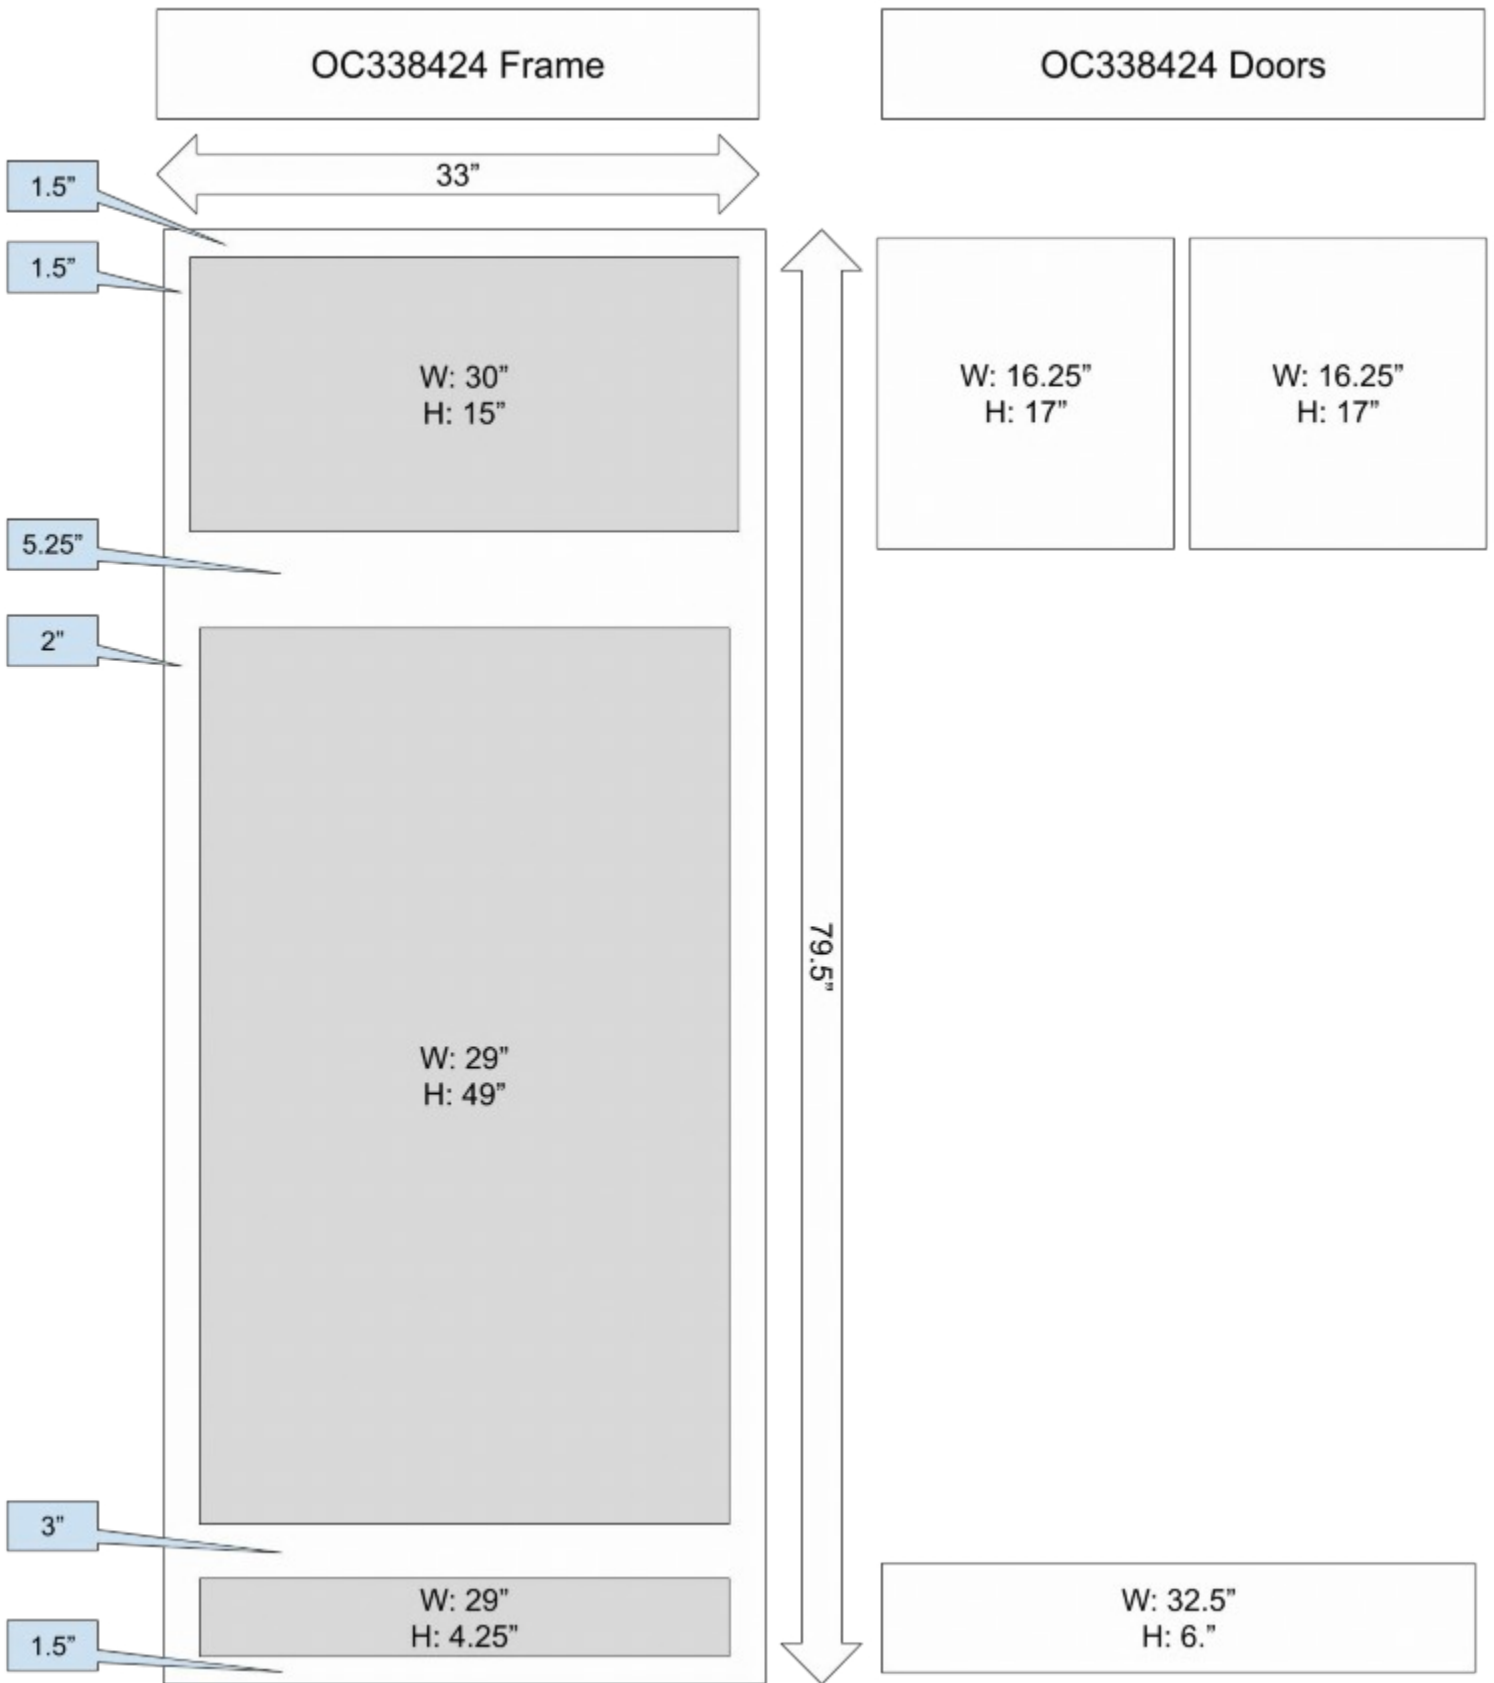 OC338424 Frame
OC338424 Doors
33”
1.5”
1.5”
W: 30”
H: 15”
W: 16.25”
H: 17”
W: 16.25”
H: 17”
5.25”
2”
79.5”
W: 29”
H: 49”
3”
W: 29”
H: 4.25”
1.5”
W: 32.5”
H: 6.”